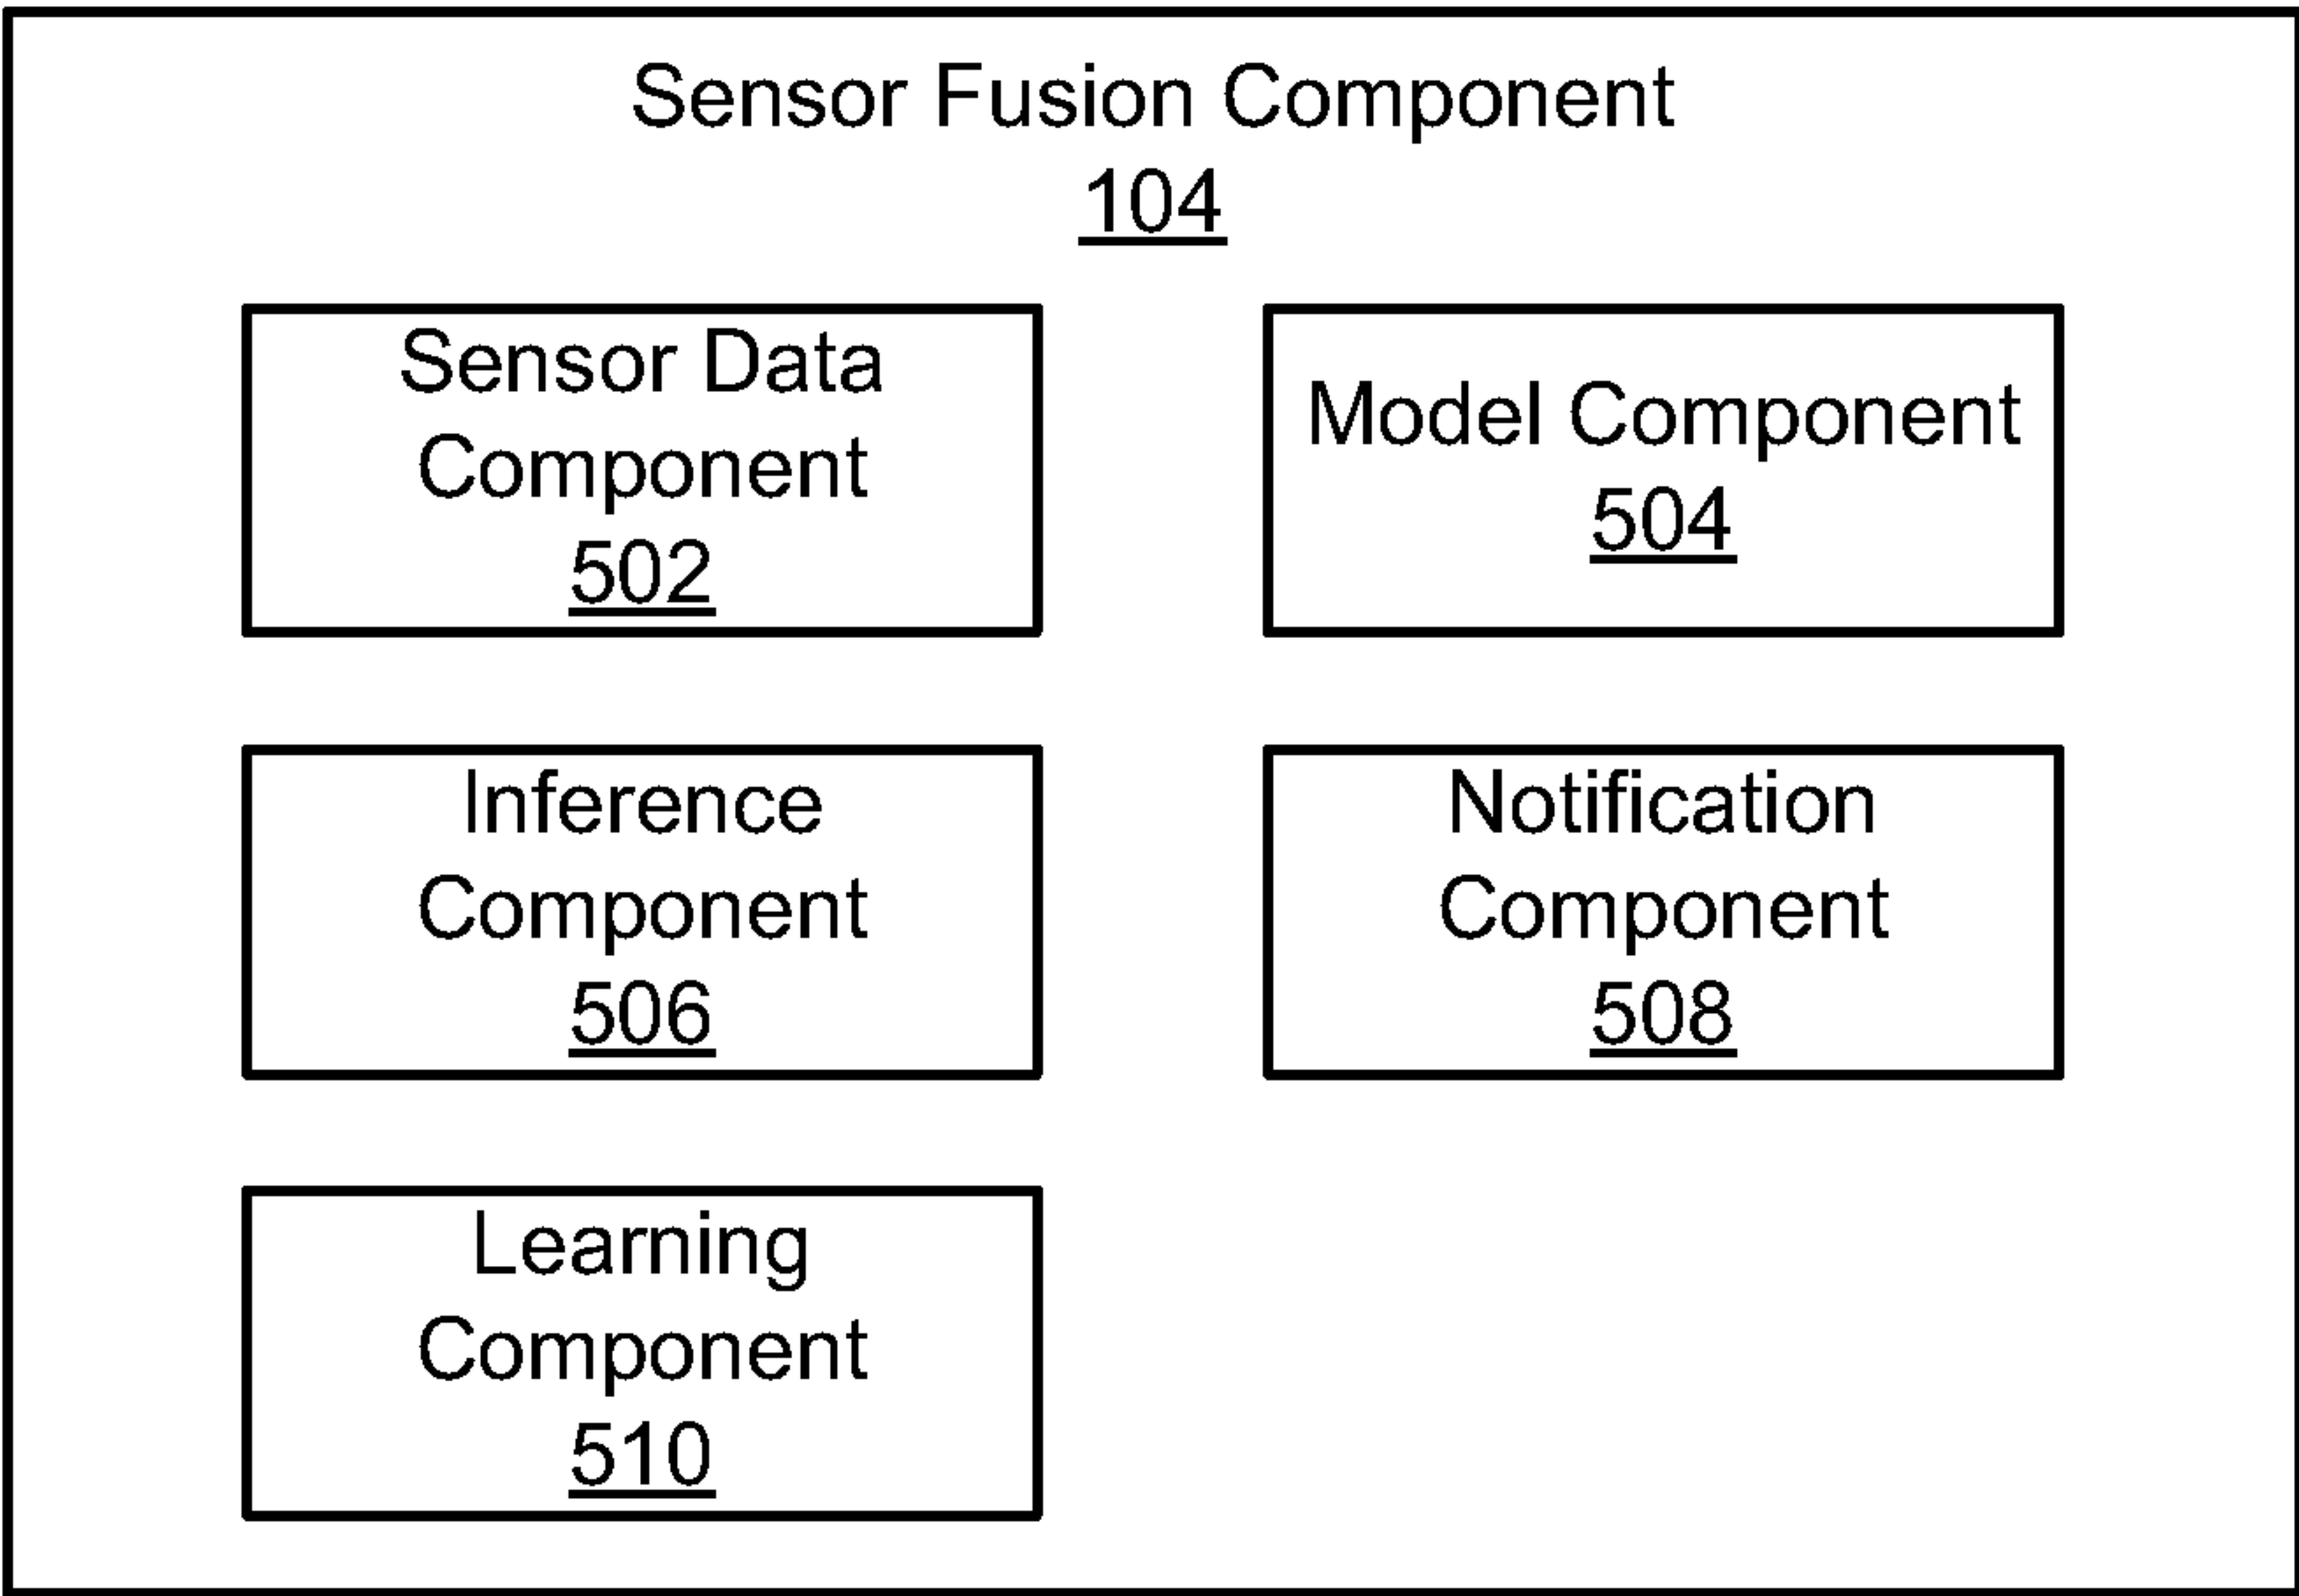 Sensor Fusion Component
104
Sensor Data
Component
502
Model Component
504
Inference
Component
506
Notification
Component
508
Learning
Component
510